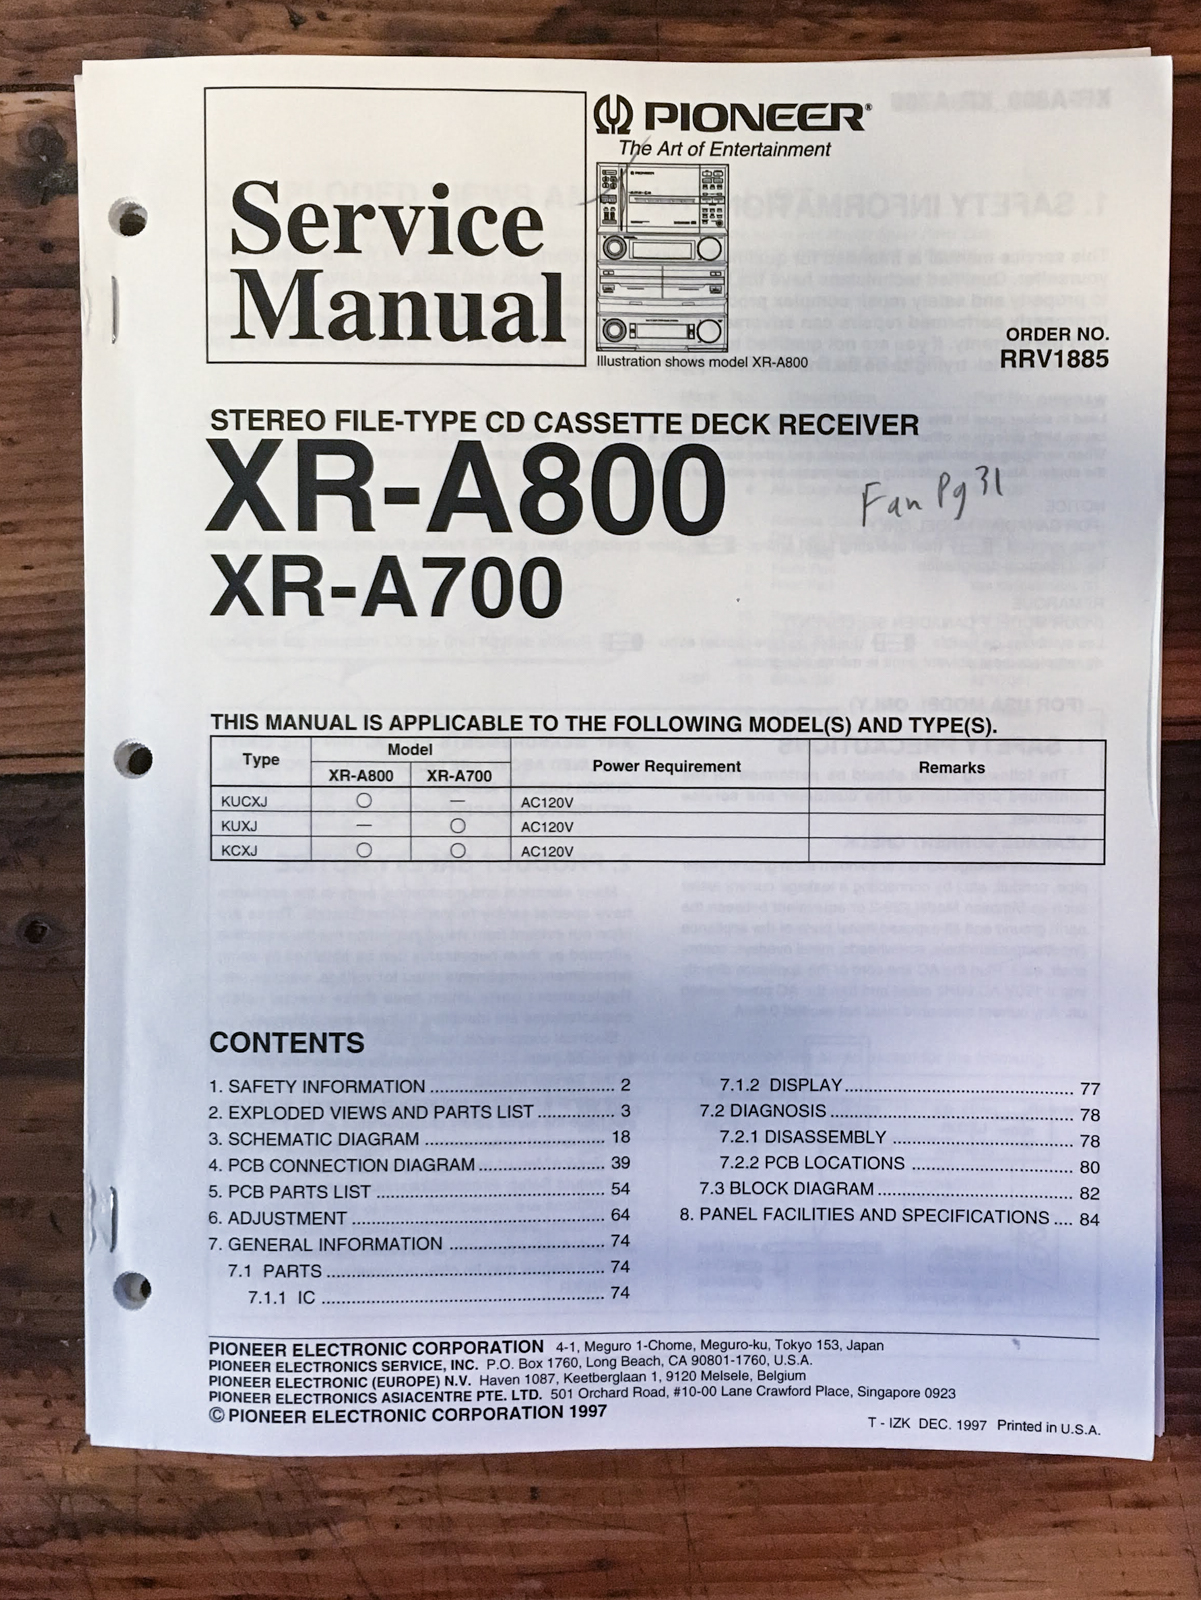 Service
Manual
PIONEER®
The Art of Entertainment
Illustration shows model XR-A800
ORDER NO.
RRV1885
STEREO FILE-TYPE CD CASSETTE DECK RECEIVER
XR-A800
Fan Pg 31
XR-A700
THIS MANUAL IS APPLICABLE TO THE FOLLOWING MODEL(S) AND TYPE(S).
Type Model Power Requirement Remarks
XR-A800 XR-A700
KUCXJ ○ — AC120V
KUXJ — ○ AC120V
KCXJ ○ ○ AC120V
CONTENTS
1. SAFETY INFORMATION ........ 2
2. EXPLODED VIEWS AND PARTS LIST ........ 3
3. SCHEMATIC DIAGRAM ........ 18
4. PCB CONNECTION DIAGRAM ........ 39
5. PCB PARTS LIST ........ 54
6. ADJUSTMENT ........ 64
7. GENERAL INFORMATION ........ 74
7.1 PARTS ........ 74
7.1.1 IC ........ 74
7.1.2 DISPLAY ........ 77
7.2 DIAGNOSIS ........ 78
7.2.1 DISASSEMBLY ........ 78
7.2.2 PCB LOCATIONS ........ 80
7.3 BLOCK DIAGRAM ........ 82
8. PANEL FACILITIES AND SPECIFICATIONS .... 84
PIONEER ELECTRONIC CORPORATION 4-1, Meguro 1-Chome, Meguro-ku, Tokyo 153, Japan
PIONEER ELECTRONICS SERVICE, INC. P.O. Box 1760, Long Beach, CA 90801-1760, U.S.A.
PIONEER ELECTRONIC (EUROPE) N.V. Haven 1087, Keetberglaan 1, 9120 Melsele, Belgium
PIONEER ELECTRONICS ASIACENTRE PTE. LTD. 501 Orchard Road, #10-00 Lane Crawford Place, Singapore 0923
© PIONEER ELECTRONIC CORPORATION 1997
T - IZK DEC. 1997 Printed in U.S.A.